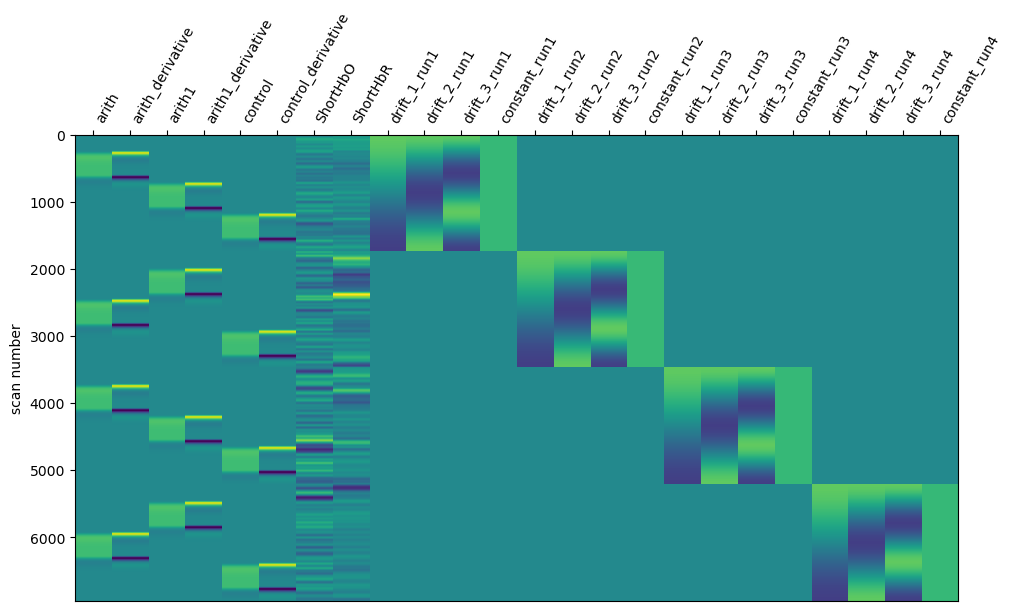 arith
arith_derivative
arith1
arith1_derivative
control
control_derivative
ShortHbO
ShortHbR
drift_1_run1
drift_2_run1
drift_3_run1
constant_run1
drift_1_run2
drift_2_run2
drift_3_run2
constant_run2
drift_1_run3
drift_2_run3
drift_3_run3
constant_run3
drift_1_run4
drift_2_run4
drift_3_run4
constant_run4
0
1000
2000
3000
4000
5000
6000
scan number